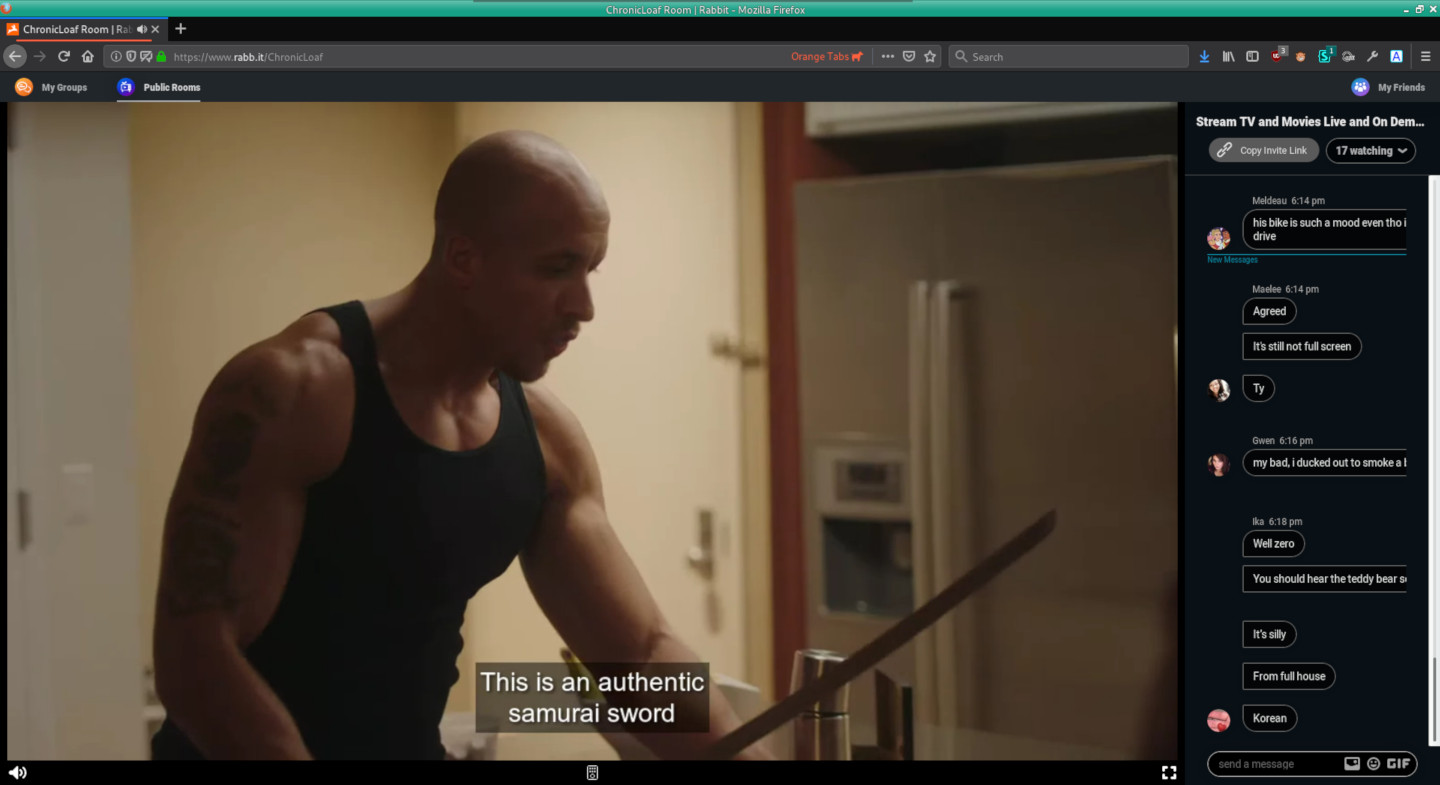 ChronicLoaf Room | Rabbit - Mozilla Firefox
ChronicLoaf Room | Ral
https://www.rabb.it/ChronicLoaf
Orange Tabs
Search
3
1
My Groups
Public Rooms
My Friends
Stream TV and Movies Live and On Dem...
Copy Invite Link
17 watching
Meldeau 6:14 pm
his bike is such a mood even tho i
drive
New Messages
Maelee 6:14 pm
Agreed
It's still not full screen
Ty
Gwen 6:16 pm
my bad, i ducked out to smoke a
Ika 6:18 pm
Well zero
You should hear the teddy bear
It's silly
From full house
Korean
This is an authentic
samurai sword
send a message
GIF